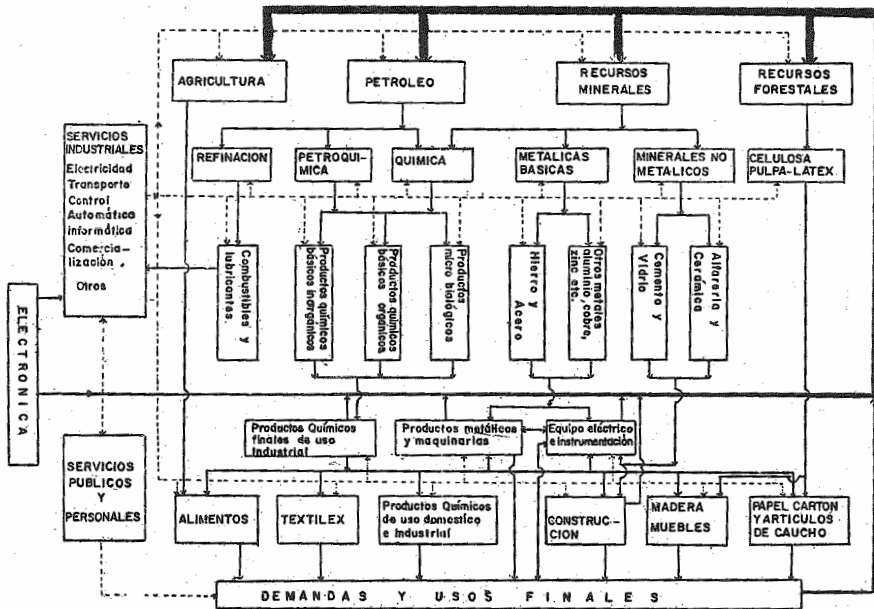 AGRICULTURA
PETROLEO
RECURSOS
MINERALES
RECURSOS
FORESTALES
SERVICIOS
INDUSTRIALES
Electricidad
Transporte
Control
Automática
Informática
Comercia-
lización.
Otros
REFINACION
PETROQUI-
MICA
QUIMICA
METALICAS
BASICAS
MINERALES NO
METALICOS
CELULOSA
PULPA-LATEX
Combustibles y
lubricantes.
Productos químicos
básicos inorgánicos
Productos químicos
básicos orgánicos
Productos
micro biológicos
Hierro y
Acero
Otros metales
aluminio, cobre,
zinc etc.
Cemento y
Vidrio
Alfarería y
Cerámica
ELECTRONICA
Productos Químicos
finales de uso
Industrial
Productos metálicos
y maquinarias
Equipo eléctrico
e instrumentación
SERVICIOS
PUBLICOS
Y
PERSONALES
ALIMENTOS
TEXTILEX
Productos Químicos
de uso domestico
e industrial
CONSTRUC-
CION
MADERA
MUEBLES
PAPEL CARTON
Y ARTICULOS
DE CAUCHO
DEMANDAS Y USOS FINALES